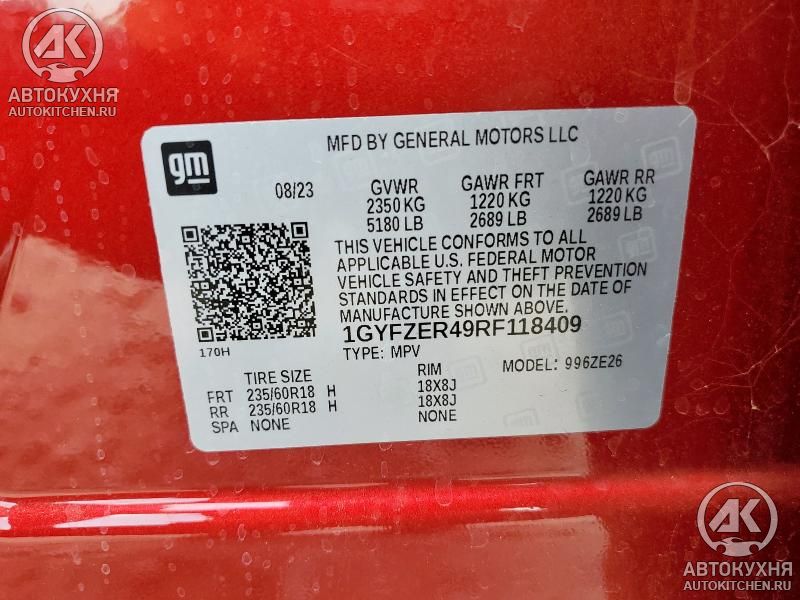 АК
АВТОКУХНЯ
AUTOKITCHEN.RU
gm
MFD BY GENERAL MOTORS LLC
08/23 GVWR GAWR FRT GAWR RR
2350 KG 1220 KG 1220 KG
5180 LB 2689 LB 2689 LB
THIS VEHICLE CONFORMS TO ALL
APPLICABLE U.S. FEDERAL MOTOR
VEHICLE SAFETY AND THEFT PREVENTION
STANDARDS IN EFFECT ON THE DATE OF
MANUFACTURE SHOWN ABOVE.
1GYFZER49RF118409
170H
TYPE: MPV
MODEL: 996ZE26
TIRE SIZE RIM
FRT 235/60R18 H 18X8J
RR 235/60R18 H 18X8J
SPA NONE NONE
АК
АВТОКУХНЯ
AUTOKITCHEN.RU